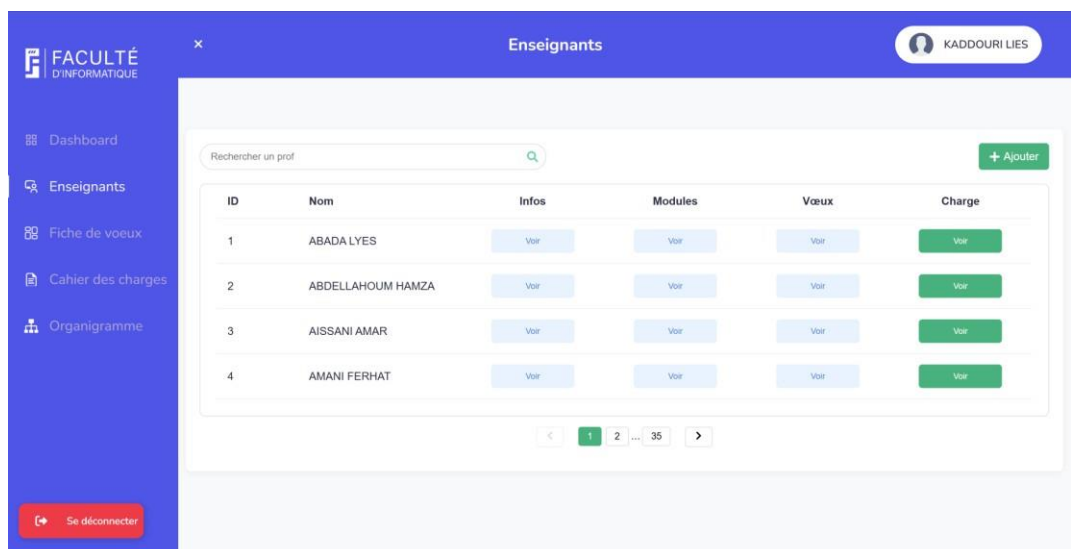 FACULTÉ
D'INFORMATIQUE
×
Enseignants
KADDOURI LIES
Dashboard
Enseignants
Fiche de voeux
Cahier des charges
Organigramme
Se déconnecter
Rechercher un prof
+ Ajouter
ID Nom Infos Modules Vœux Charge
1 ABADA LYES Voir Voir Voir Voir
2 ABDELLAHOUM HAMZA Voir Voir Voir Voir
3 AISSANI AMAR Voir Voir Voir Voir
4 AMANI FERHAT Voir Voir Voir Voir
< 1 2 ... 35 >